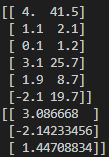 [[ 4.  41.5]
[ 1.1  2.1]
[ 0.1  1.2]
[ 3.1 25.7]
[ 1.9  8.7]
[-2.1 19.7]]
[[ 3.086668  ]
[-2.14233456]
[ 1.44708834]]